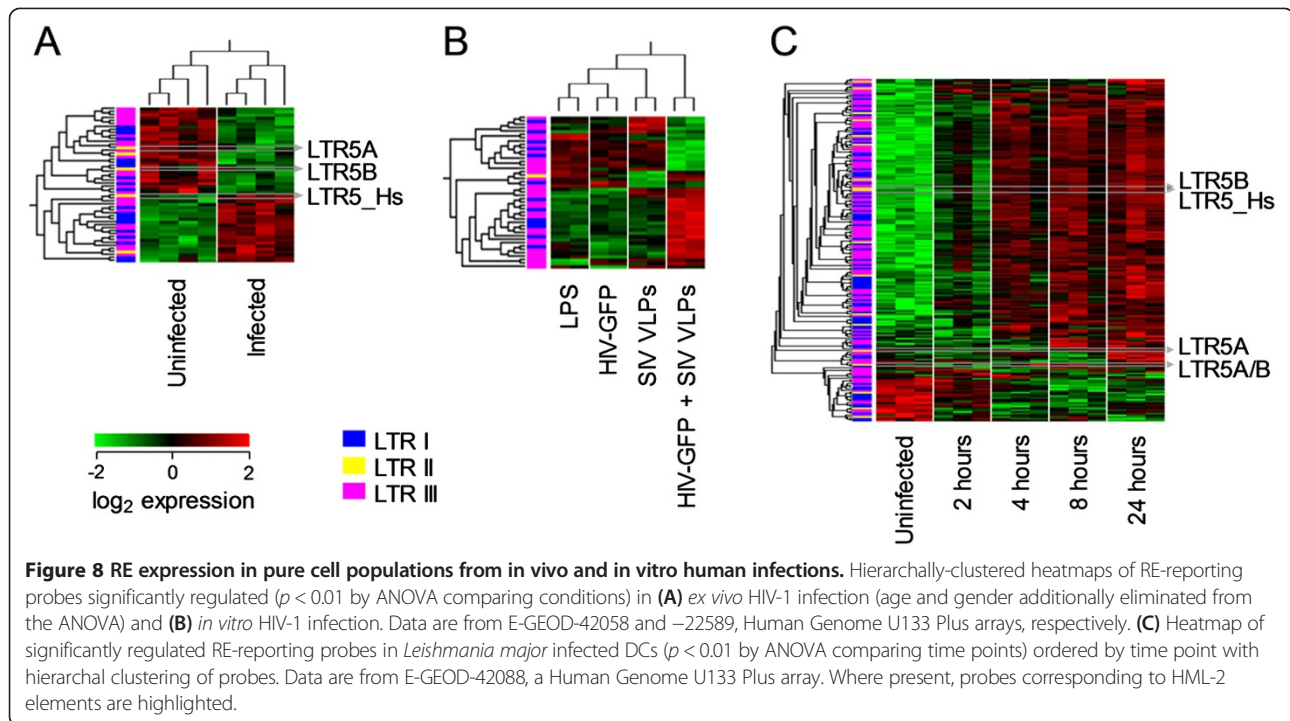 A
B
C
LTR5A
LTR5B
LTR5_Hs
LTR5B
LTR5_Hs
LTR5A
LTR5A/B
Uninfected
Infected
LPS
HIV-GFP
SIV VLPs
HIV-GFP + SIV VLPs
Uninfected
2 hours
4 hours
8 hours
24 hours
-2 0 2
log2 expression
LTR I
LTR II
LTR III
Figure 8 RE expression in pure cell populations from in vivo and in vitro human infections. Hierarchally-clustered heatmaps of RE-reporting
probes significantly regulated (p < 0.01 by ANOVA comparing conditions) in (A) ex vivo HIV-1 infection (age and gender additionally eliminated from
the ANOVA) and (B) in vitro HIV-1 infection. Data are from E-GEOD-42058 and −22589, Human Genome U133 Plus arrays, respectively. (C) Heatmap of
significantly regulated RE-reporting probes in Leishmania major infected DCs (p < 0.01 by ANOVA comparing time points) ordered by time point with
hierarchal clustering of probes. Data are from E-GEOD-42088, a Human Genome U133 Plus array. Where present, probes corresponding to HML-2
elements are highlighted.